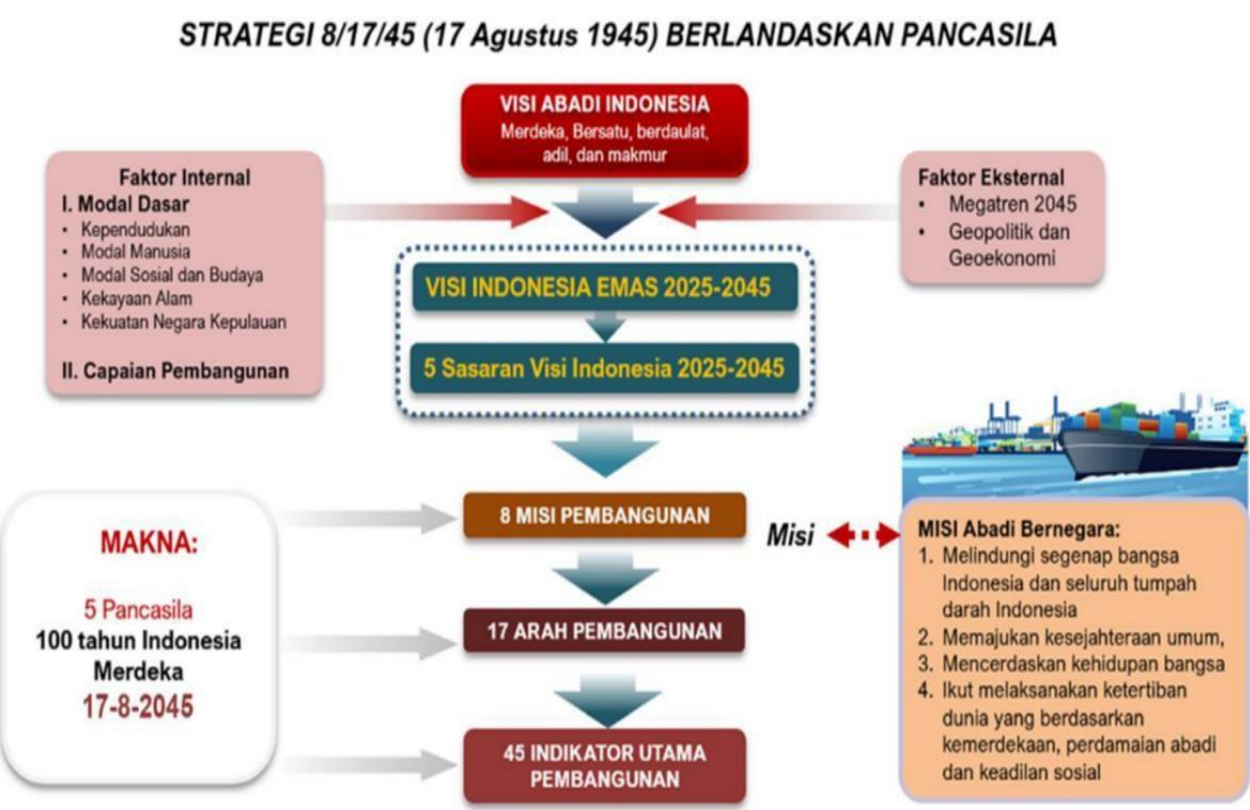 STRATEGI 8/17/45 (17 Agustus 1945) BERLANDASKAN PANCASILA
VISI ABADI INDONESIA
Merdeka, Bersatu, berdaulat,
adil, dan makmur
Faktor Internal
I. Modal Dasar
• Kependudukan
• Modal Manusia
• Modal Sosial dan Budaya
• Kekayaan Alam
• Kekuatan Negara Kepulauan
II. Capaian Pembangunan
Faktor Eksternal
• Megatren 2045
• Geopolitik dan
Geoekonomi
VISI INDONESIA EMAS 2025-2045
5 Sasaran Visi Indonesia 2025-2045
MAKNA:
5 Pancasila
100 tahun Indonesia
Merdeka
17-8-2045
8 MISI PEMBANGUNAN
17 ARAH PEMBANGUNAN
45 INDIKATOR UTAMA
PEMBANGUNAN
Misi
MISI Abadi Bernegara:
1. Melindungi segenap bangsa
Indonesia dan seluruh tumpah
darah Indonesia
2. Memajukan kesejahteraan umum,
3. Mencerdaskan kehidupan bangsa
4. Ikut melaksanakan ketertiban
dunia yang berdasarkan
kemerdekaan, perdamaian abadi
dan keadilan sosial